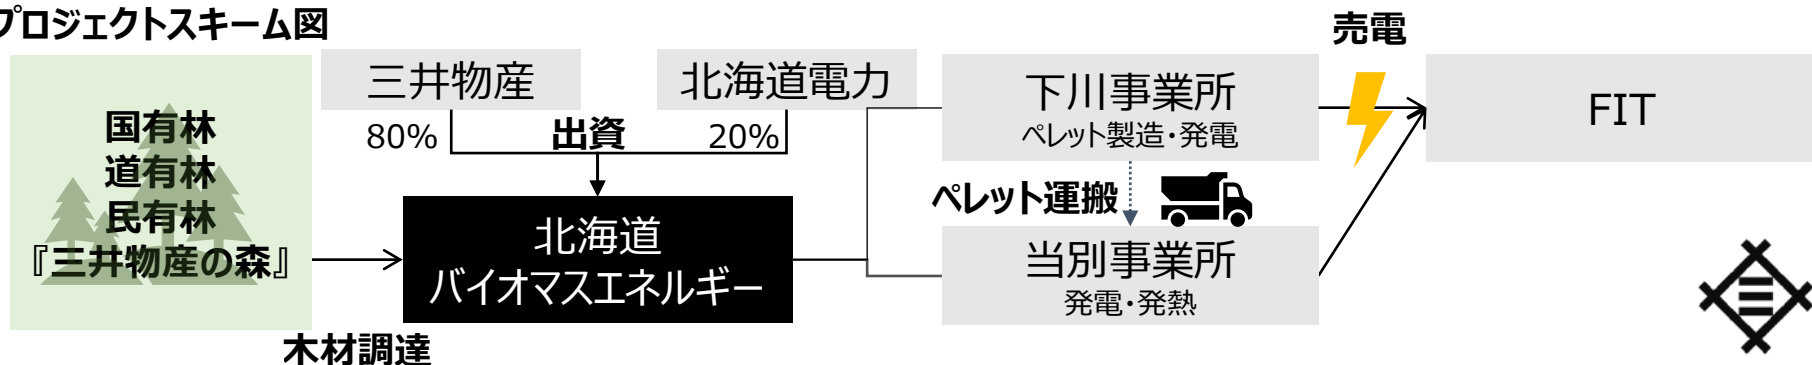 プロジェクトスキーム図
国有林
道有林
民有林
『三井物産の森』
木材調達
三井物産
北海道電力
80%
出資
20%
北海道
バイオマスエネルギー
下川事業所
ペレット製造・発電
ペレット運搬
当別事業所
発電・発熱
売電
FIT